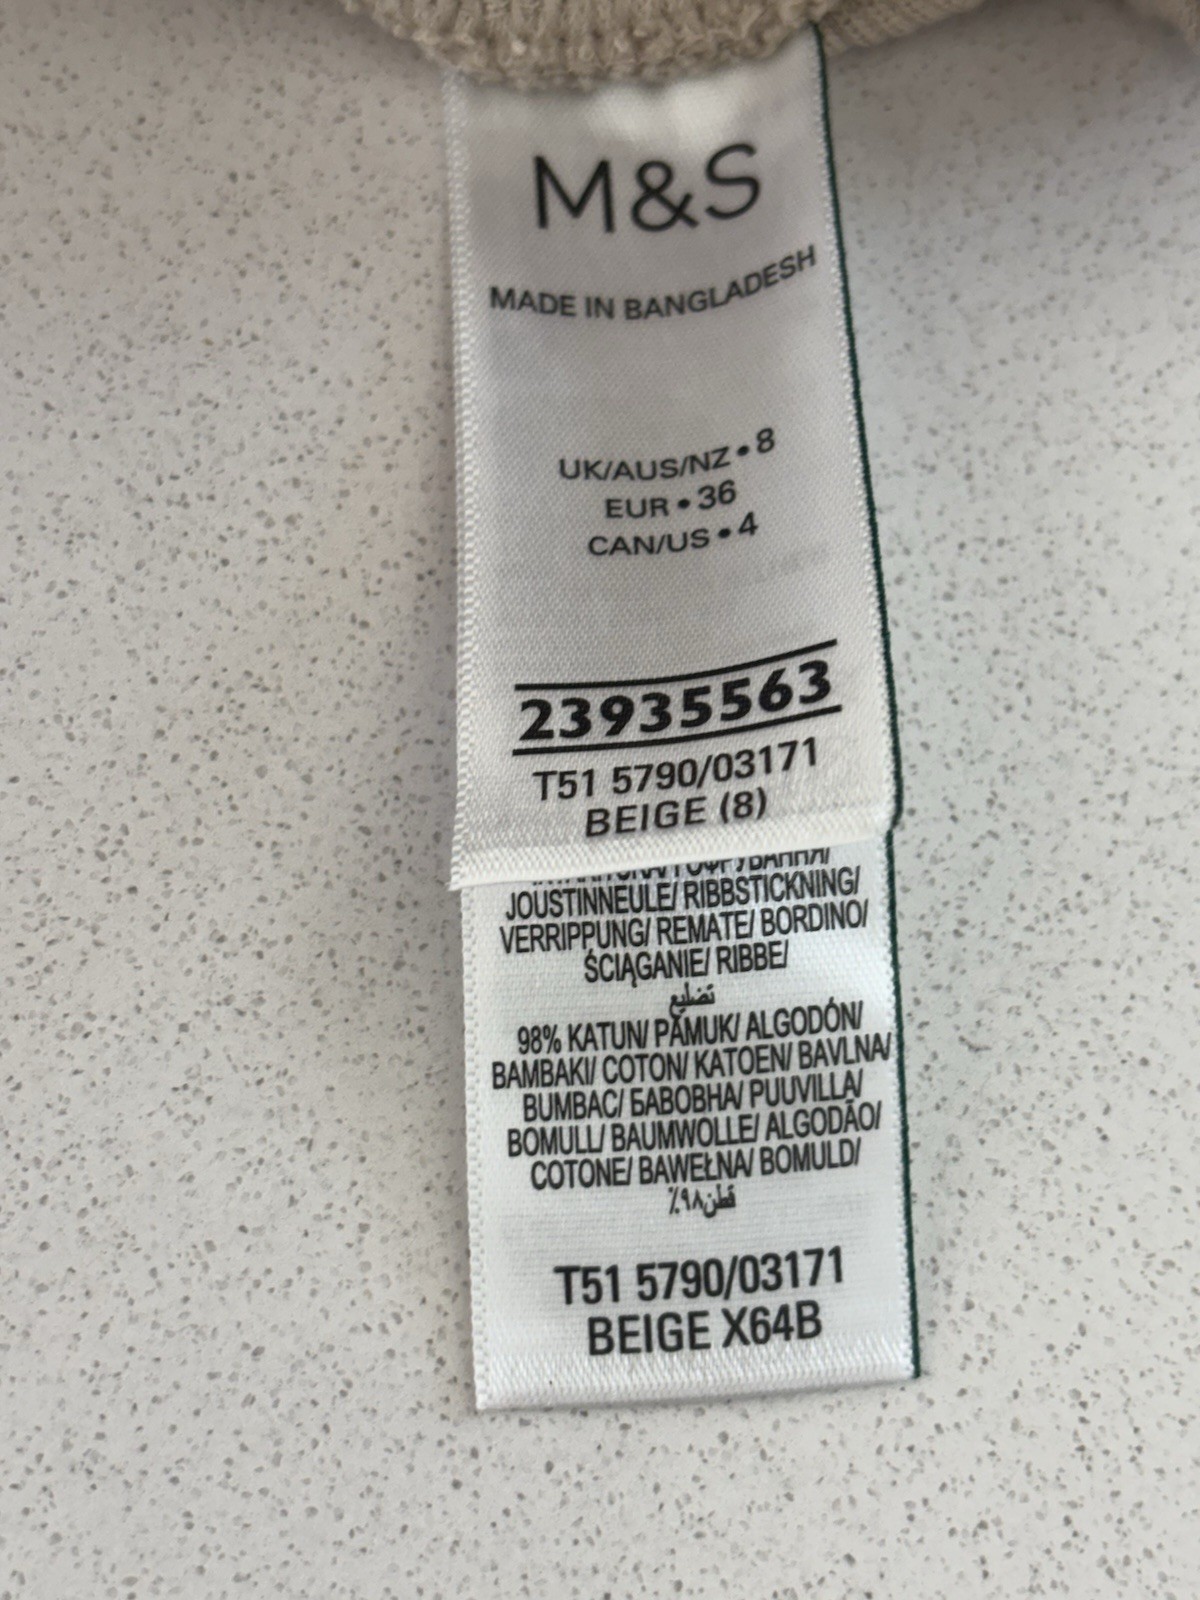 M&S
MADE IN BANGLADESH
UK/AUS/NZ • 8
EUR • 36
CAN/US • 4
23935563
T51 5790/03171
BEIGE (8)
JOUSTINNEULE/ RIBBSTICKNING/
VERRIPPUNG/ REMATE/ BORDINO/
ŚCIĄGANIE/ RIBBE/
تضليع
98% KATUN/ PAMUK/ ALGODÓN/
BAMBAKI/ COTON/ KATOEN/ BAVLNA/
BUMBAC/ БАВОВНА/ PUUVILLA/
BOMULL/ BAUMWOLLE/ ALGODÃO/
COTONE/ BAWEŁNA/ BOMULD/
قطن ٩٨٪
T51 5790/03171
BEIGE X64B